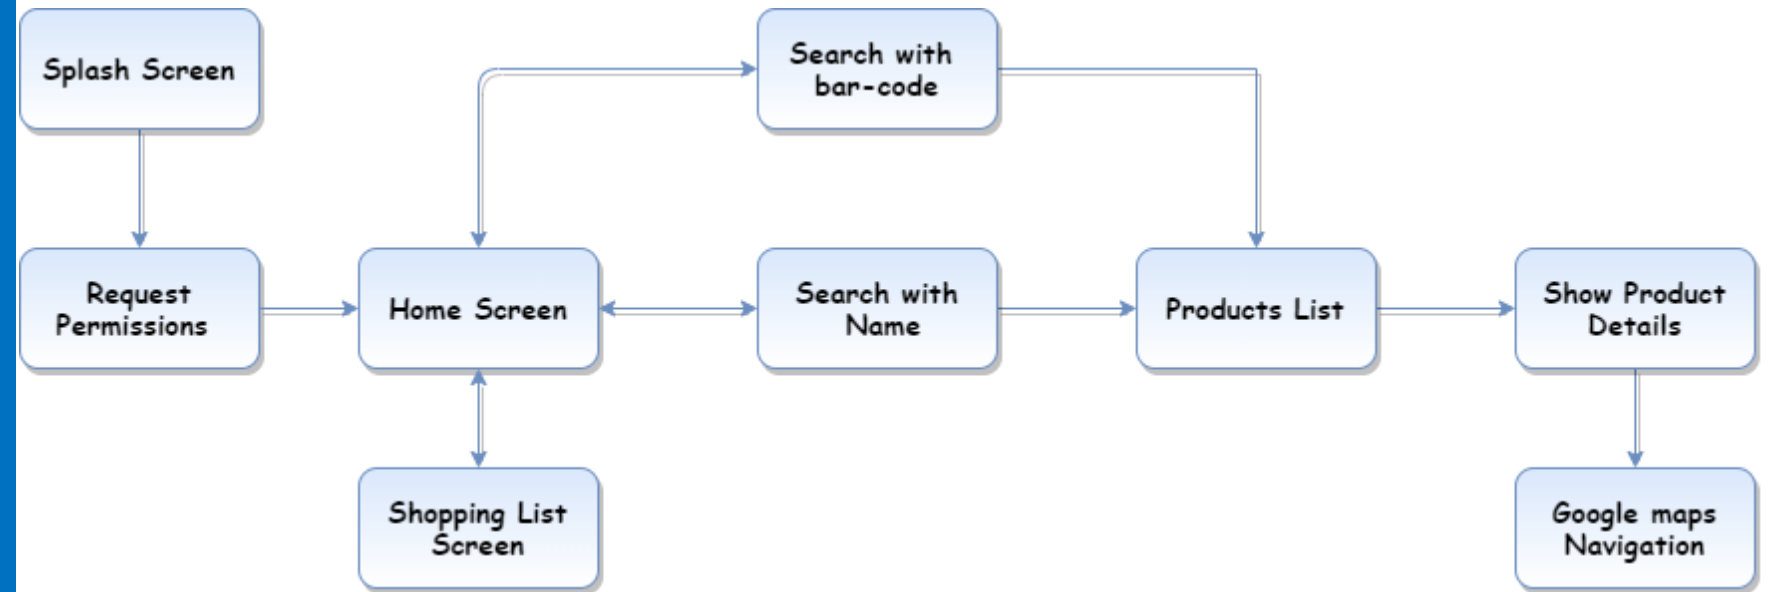 Splash Screen
Search with
bar-code
Request
Permissions
Home Screen
Search with
Name
Products List
Show Product
Details
Shopping List
Screen
Google maps
Navigation